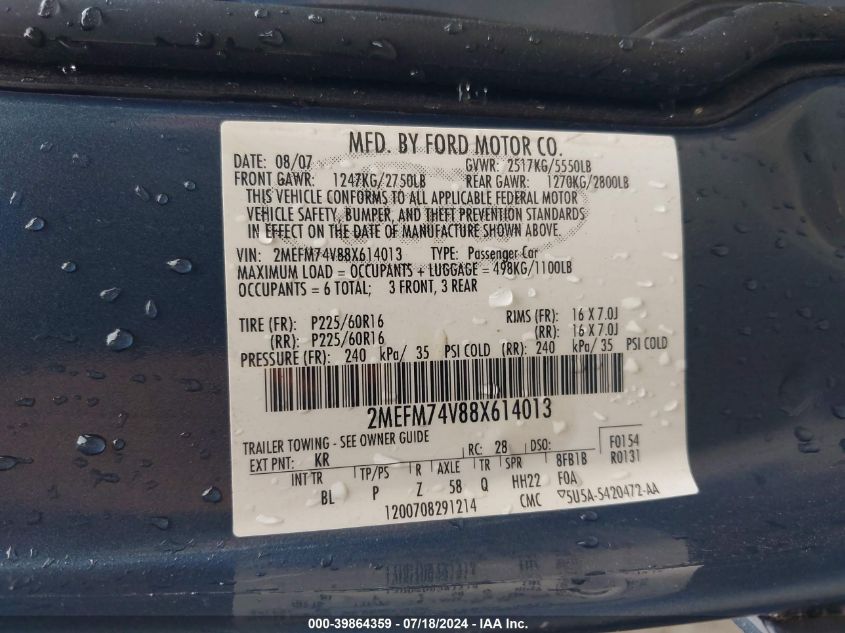 MFD. BY FORD MOTOR CO.
DATE: 08/07 GVWR: 2517KG/5550LB
FRONT GAWR: 1247KG/2750LB REAR GAWR: 1270KG/2800LB
THIS VEHICLE CONFORMS TO ALL APPLICABLE FEDERAL MOTOR
VEHICLE SAFETY, BUMPER, AND THEFT PREVENTION STANDARDS
IN EFFECT ON THE DATE OF MANUFACTURE SHOWN ABOVE.
VIN: 2MEFM74V88X614013 TYPE: Passenger Car
MAXIMUM LOAD = OCCUPANTS + LUGGAGE = 498KG/1100LB
OCCUPANTS = 6 TOTAL; 3 FRONT, 3 REAR
TIRE (FR): P225/60R16 RIMS (FR): 16 X 7.0J
(RR): P225/60R16 (RR): 16 X 7.0J
PRESSURE (FR): 240 kPa/ 35 PSI COLD (RR): 240 kPa/ 35 PSI COLD
2MEFM74V88X614013
TRAILER TOWING - SEE OWNER GUIDE
EXT PNT: KR RC: 28 DSO: F0154
INT TR TP/PS R AXLE TR SPR 8FB1B R0131
BL P Z 58 Q HH22 F0A
1200708291214 CMC 5U5A-5420472-AA
000-39864359 - 07/18/2024 - © IAA Inc.